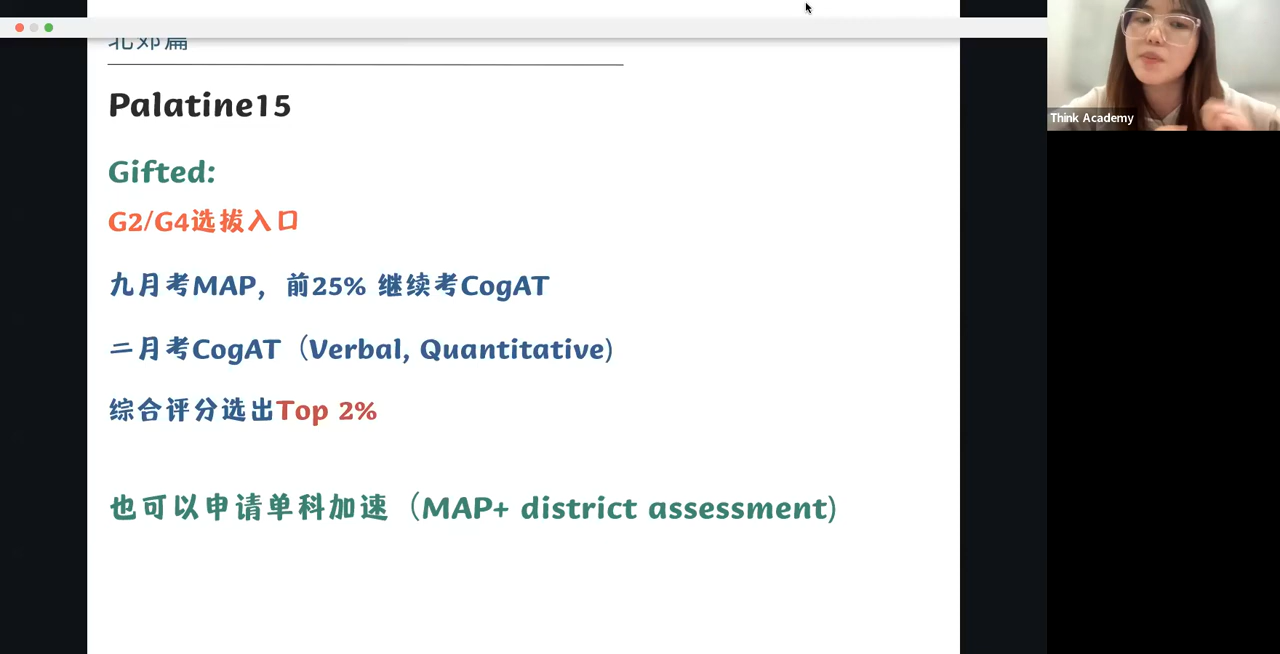 北郊篇
Palatine15
Gifted:
G2/G4选拔入口
九月考MAP，前25% 继续考CogAT
二月考CogAT（Verbal, Quantitative)
综合评分选出Top 2%
也可以申请单科加速（MAP+ district assessment)
Think Academy